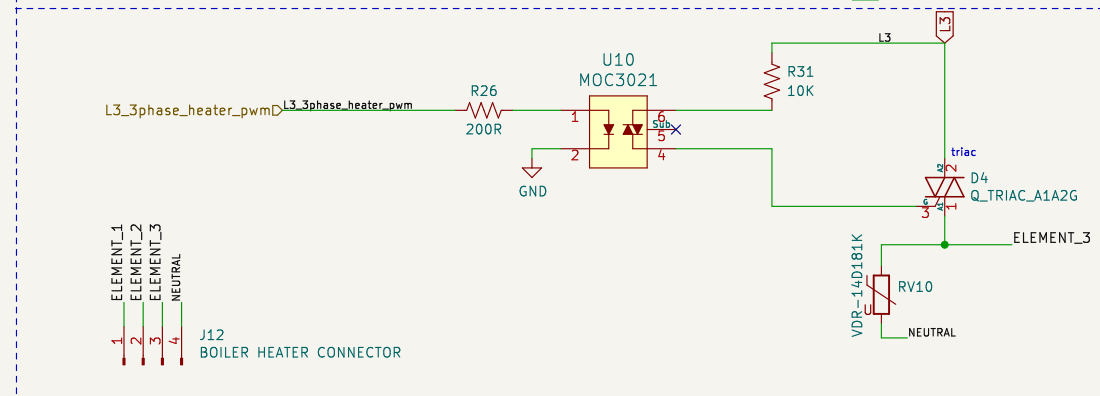 L3
L3
U10
MOC3021
R31
10K
L3_3phase_heater_pwm
L3_3phase_heater_pwm
R26
200R
1
2
6
Sub
5
4
GND
triac
A2
2
D4
Q_TRIAC_A1A2G
G
3
A1
1
ELEMENT_3
VDR-14D181K
RV10
U
NEUTRAL
ELEMENT_1
ELEMENT_2
ELEMENT_3
NEUTRAL
1
2
3
4
J12
BOILER HEATER CONNECTOR